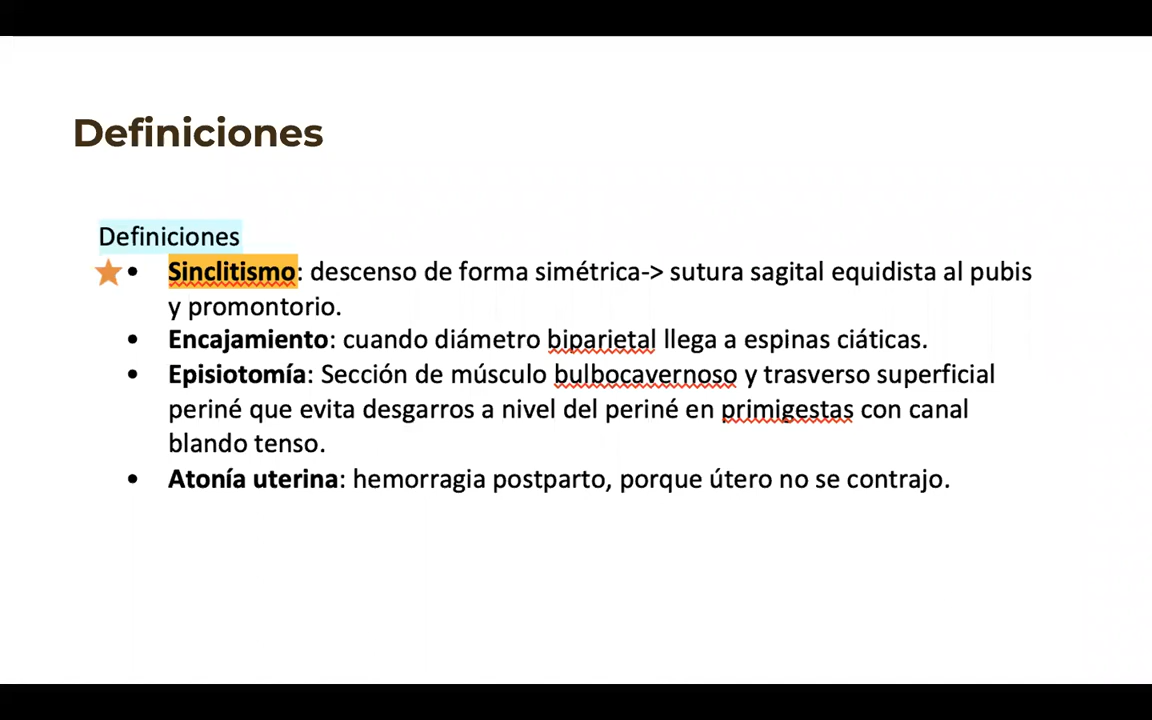 Definiciones
Definiciones
• Sinclitismo: descenso de forma simétrica-> sutura sagital equidista al pubis
y promontorio.
• Encajamiento: cuando diámetro biparietal llega a espinas ciáticas.
• Episiotomía: Sección de músculo bulbocavernoso y trasverso superficial
periné que evita desgarros a nivel del periné en primigestas con canal
blando tenso.
• Atonía uterina: hemorragia postparto, porque útero no se contrajo.